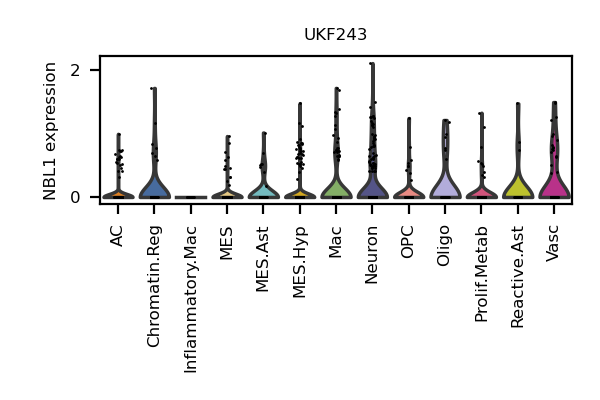 UKF243
NBL1 expression
2
0
AC
Chromatin.Reg
Inflammatory.Mac
MES
MES.Ast
MES.Hyp
Mac
Neuron
OPC
Oligo
Prolif.Metab
Reactive.Ast
Vasc